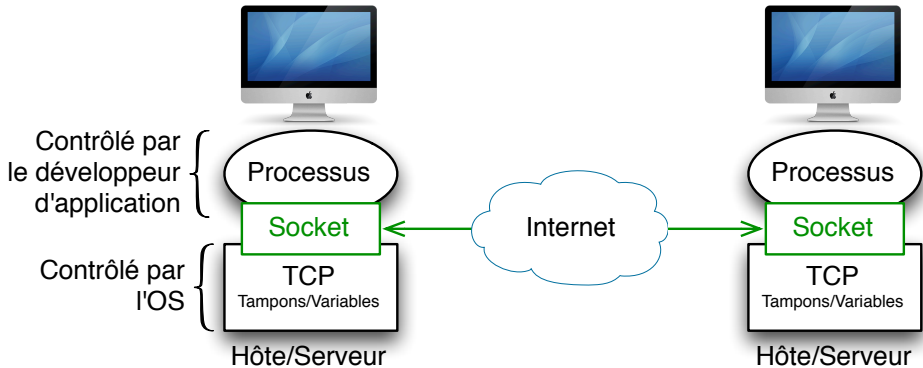 Contrôlé par
le développeur
d'application
Processus
Socket
Contrôlé par
l'OS
TCP
Tampons/Variables
Hôte/Serveur
Internet
Processus
Socket
TCP
Tampons/Variables
Hôte/Serveur